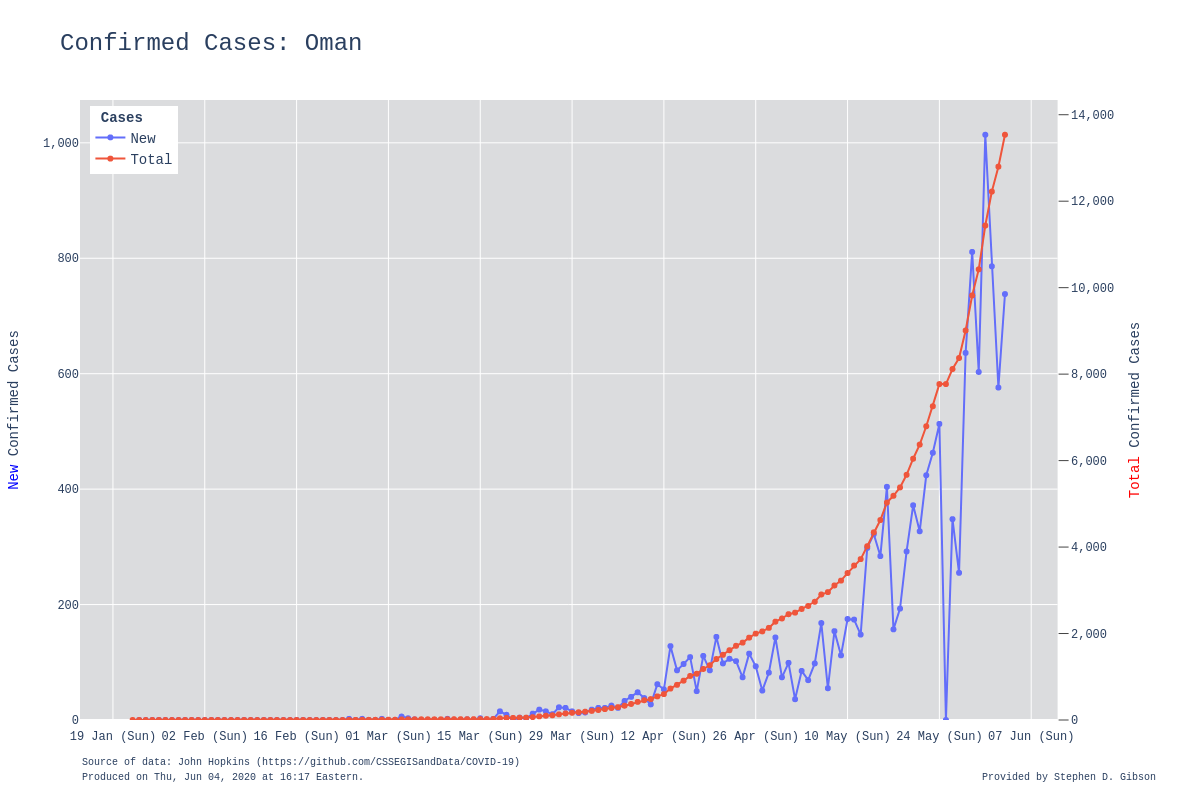 Confirmed Cases: Oman
Cases
New
Total
1,000
800
600
400
200
0
14,000
12,000
10,000
8,000
6,000
4,000
2,000
0
New Confirmed Cases
Total Confirmed Cases
19 Jan (Sun) 02 Feb (Sun) 16 Feb (Sun) 01 Mar (Sun) 15 Mar (Sun) 29 Mar (Sun) 12 Apr (Sun) 26 Apr (Sun) 10 May (Sun) 24 May (Sun) 07 Jun (Sun)
Source of data: John Hopkins (https://github.com/CSSEGISandData/COVID-19)
Produced on Thu, Jun 04, 2020 at 16:17 Eastern.
Provided by Stephen D. Gibson